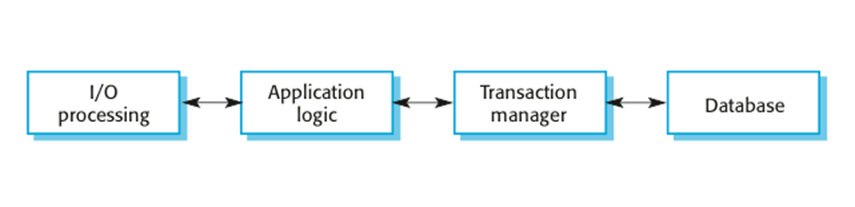 I/O
processing
Application
logic
Transaction
manager
Database